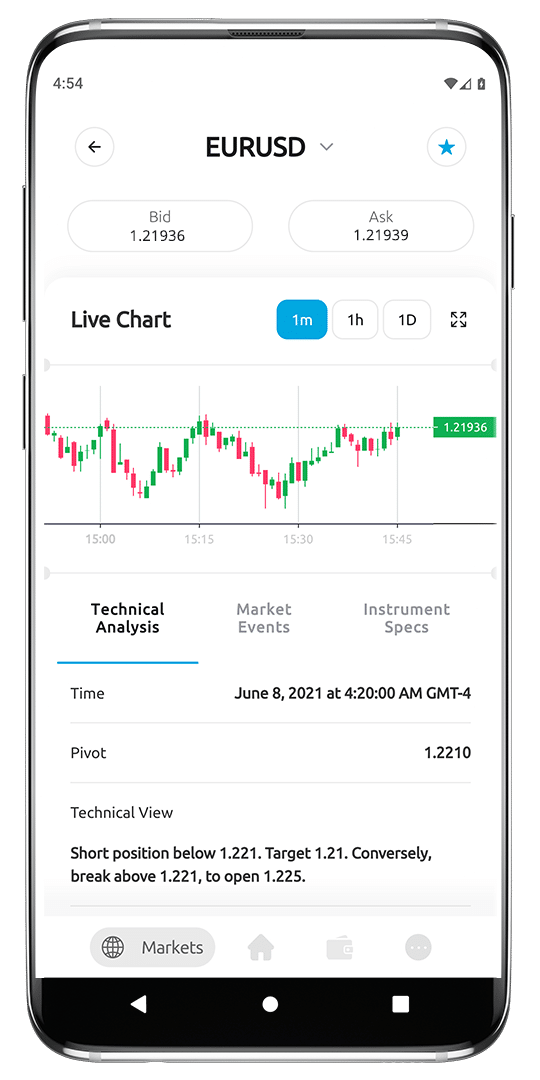 4:54
EURUSD
Bid
1.21936
Ask
1.21939
Live Chart
1m
1h
1D
1.21936
15:00
15:15
15:30
15:45
Technical
Analysis
Market
Events
Instrument
Specs
Time
June 8, 2021 at 4:20:00 AM GMT-4
Pivot
1.2210
Technical View
Short position below 1.221. Target 1.21. Conversely,
break above 1.221, to open 1.225.
Markets